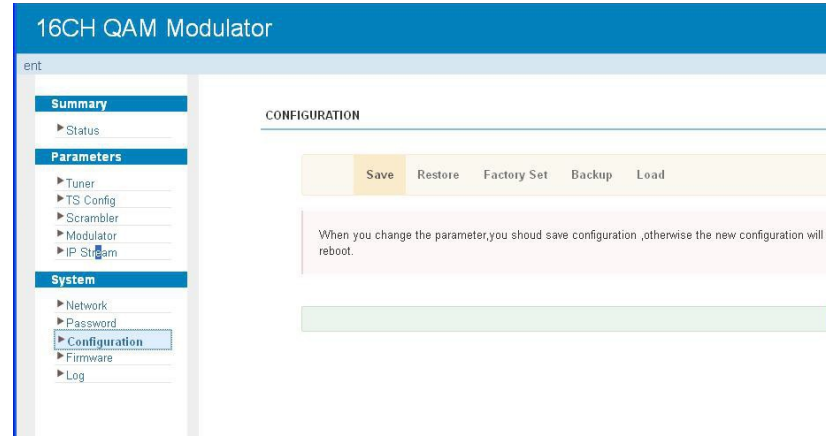 16CH QAM Modulator
ent
Summary
Status
Parameters
Tuner
TS Config
Scrambler
Modulator
IP Stream
System
Network
Password
Configuration
Firmware
Log
CONFIGURATION
Save Restore Factory Set Backup Load
When you change the parameter,you shoud save configuration ,otherwise the new configuration will
reboot.